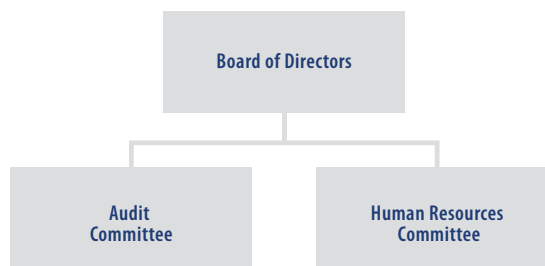 Board of Directors
Audit
Committee
Human Resources
Committee